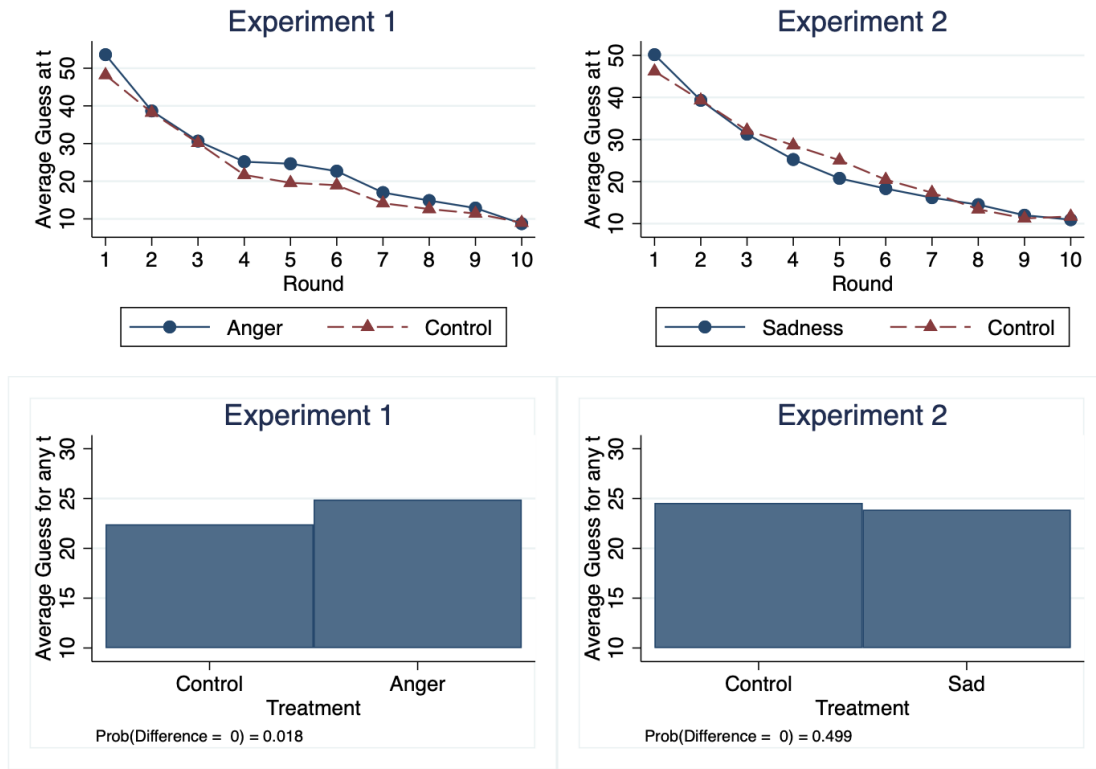 Experiment 1
Average Guess at t
50
40
30
20
10
1 2 3 4 5 6 7 8 9 10
Round
Anger Control
Experiment 2
Average Guess at t
50
40
30
20
10
1 2 3 4 5 6 7 8 9 10
Round
Sadness Control
Experiment 1
Average Guess for any t
30
25
20
15
10
Control Anger
Treatment
Prob(Difference = 0) = 0.018
Experiment 2
Average Guess for any t
30
25
20
15
10
Control Sad
Treatment
Prob(Difference = 0) = 0.499